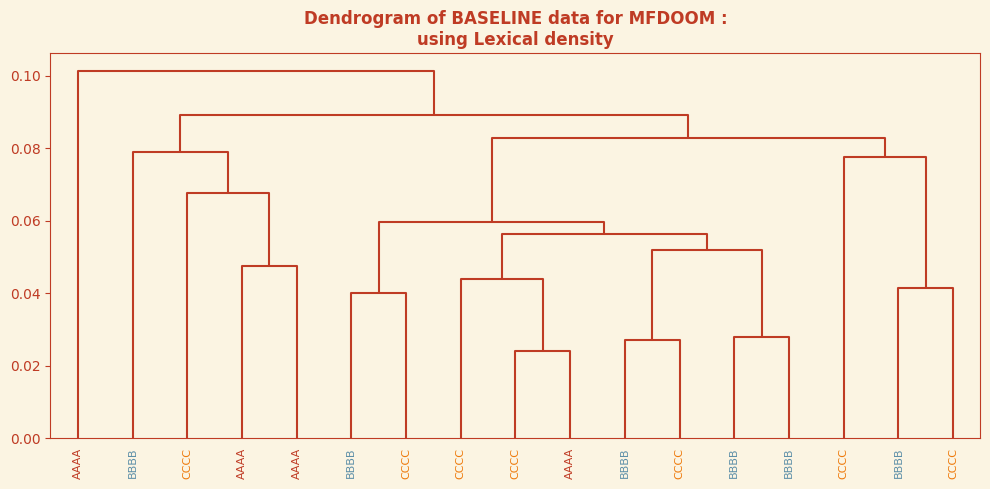 Dendrogram of BASELINE data for MFDOOM :
using Lexical density
0.10
0.08
0.06
0.04
0.02
0.00
AAAA BBBB CCCC AAAA AAAA BBBB CCCC CCCC CCCC AAAA BBBB CCCC BBBB BBBB CCCC BBBB CCCC